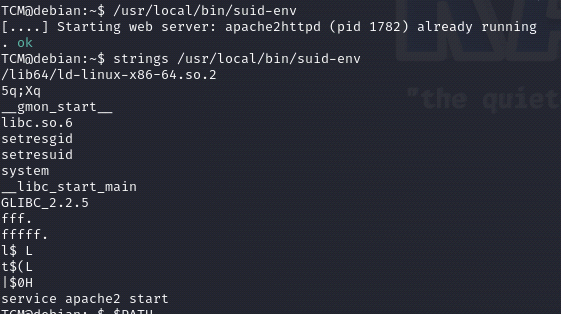 TCM@debian:~$ /usr/local/bin/suid-env
[....] Starting web server: apache2httpd (pid 1782) already running
. ok
TCM@debian:~$ strings /usr/local/bin/suid-env
/lib64/ld-linux-x86-64.so.2
5q;Xq
__gmon_start__
libc.so.6
setresgid
setresuid
system
__libc_start_main
GLIBC_2.2.5
fff.
fffff.
l$ L
t$(L
|$0H
service apache2 start
TCM@debian:~$ $PATH
"the quiet